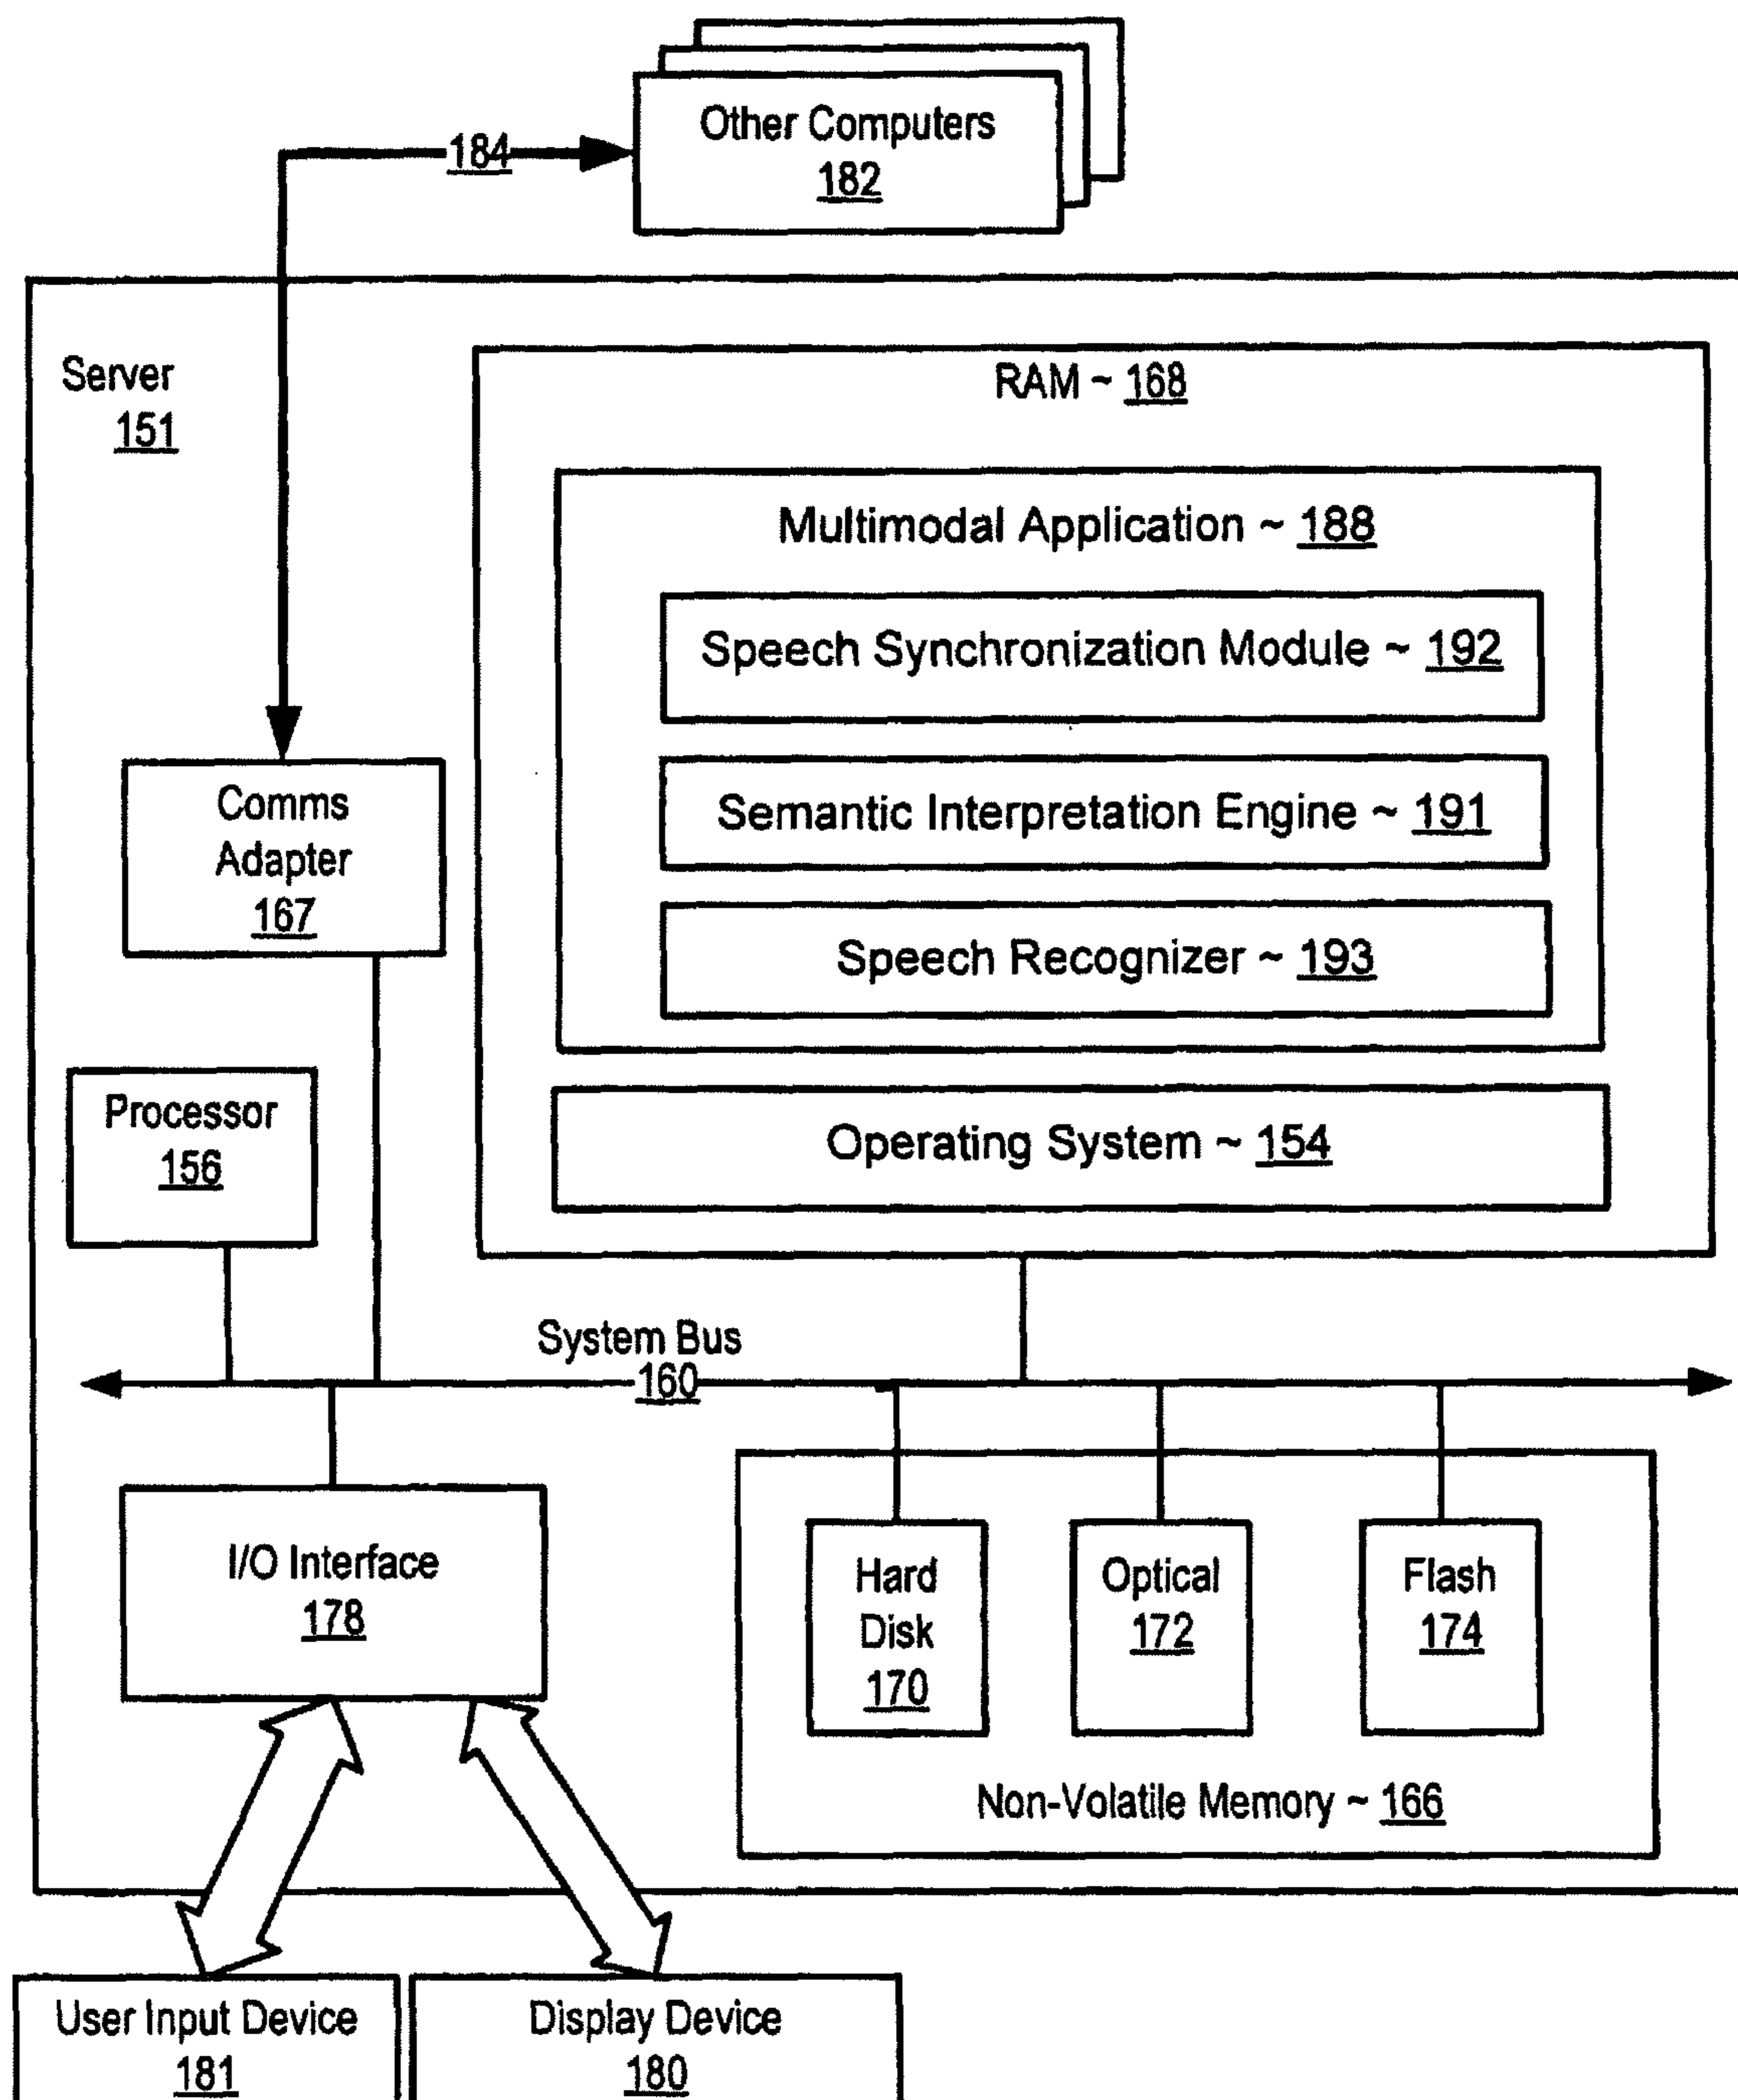 Other Computers
182
184
Server
151
RAM ~ 168
Multimodal Application ~ 188
Speech Synchronization Module ~ 192
Semantic Interpretation Engine ~ 191
Speech Recognizer ~ 193
Operating System ~ 154
Comms
Adapter
167
Processor
156
System Bus
160
I/O Interface
178
Hard
Disk
170
Optical
172
Flash
174
Non-Volatile Memory ~ 166
User Input Device
181
Display Device
180